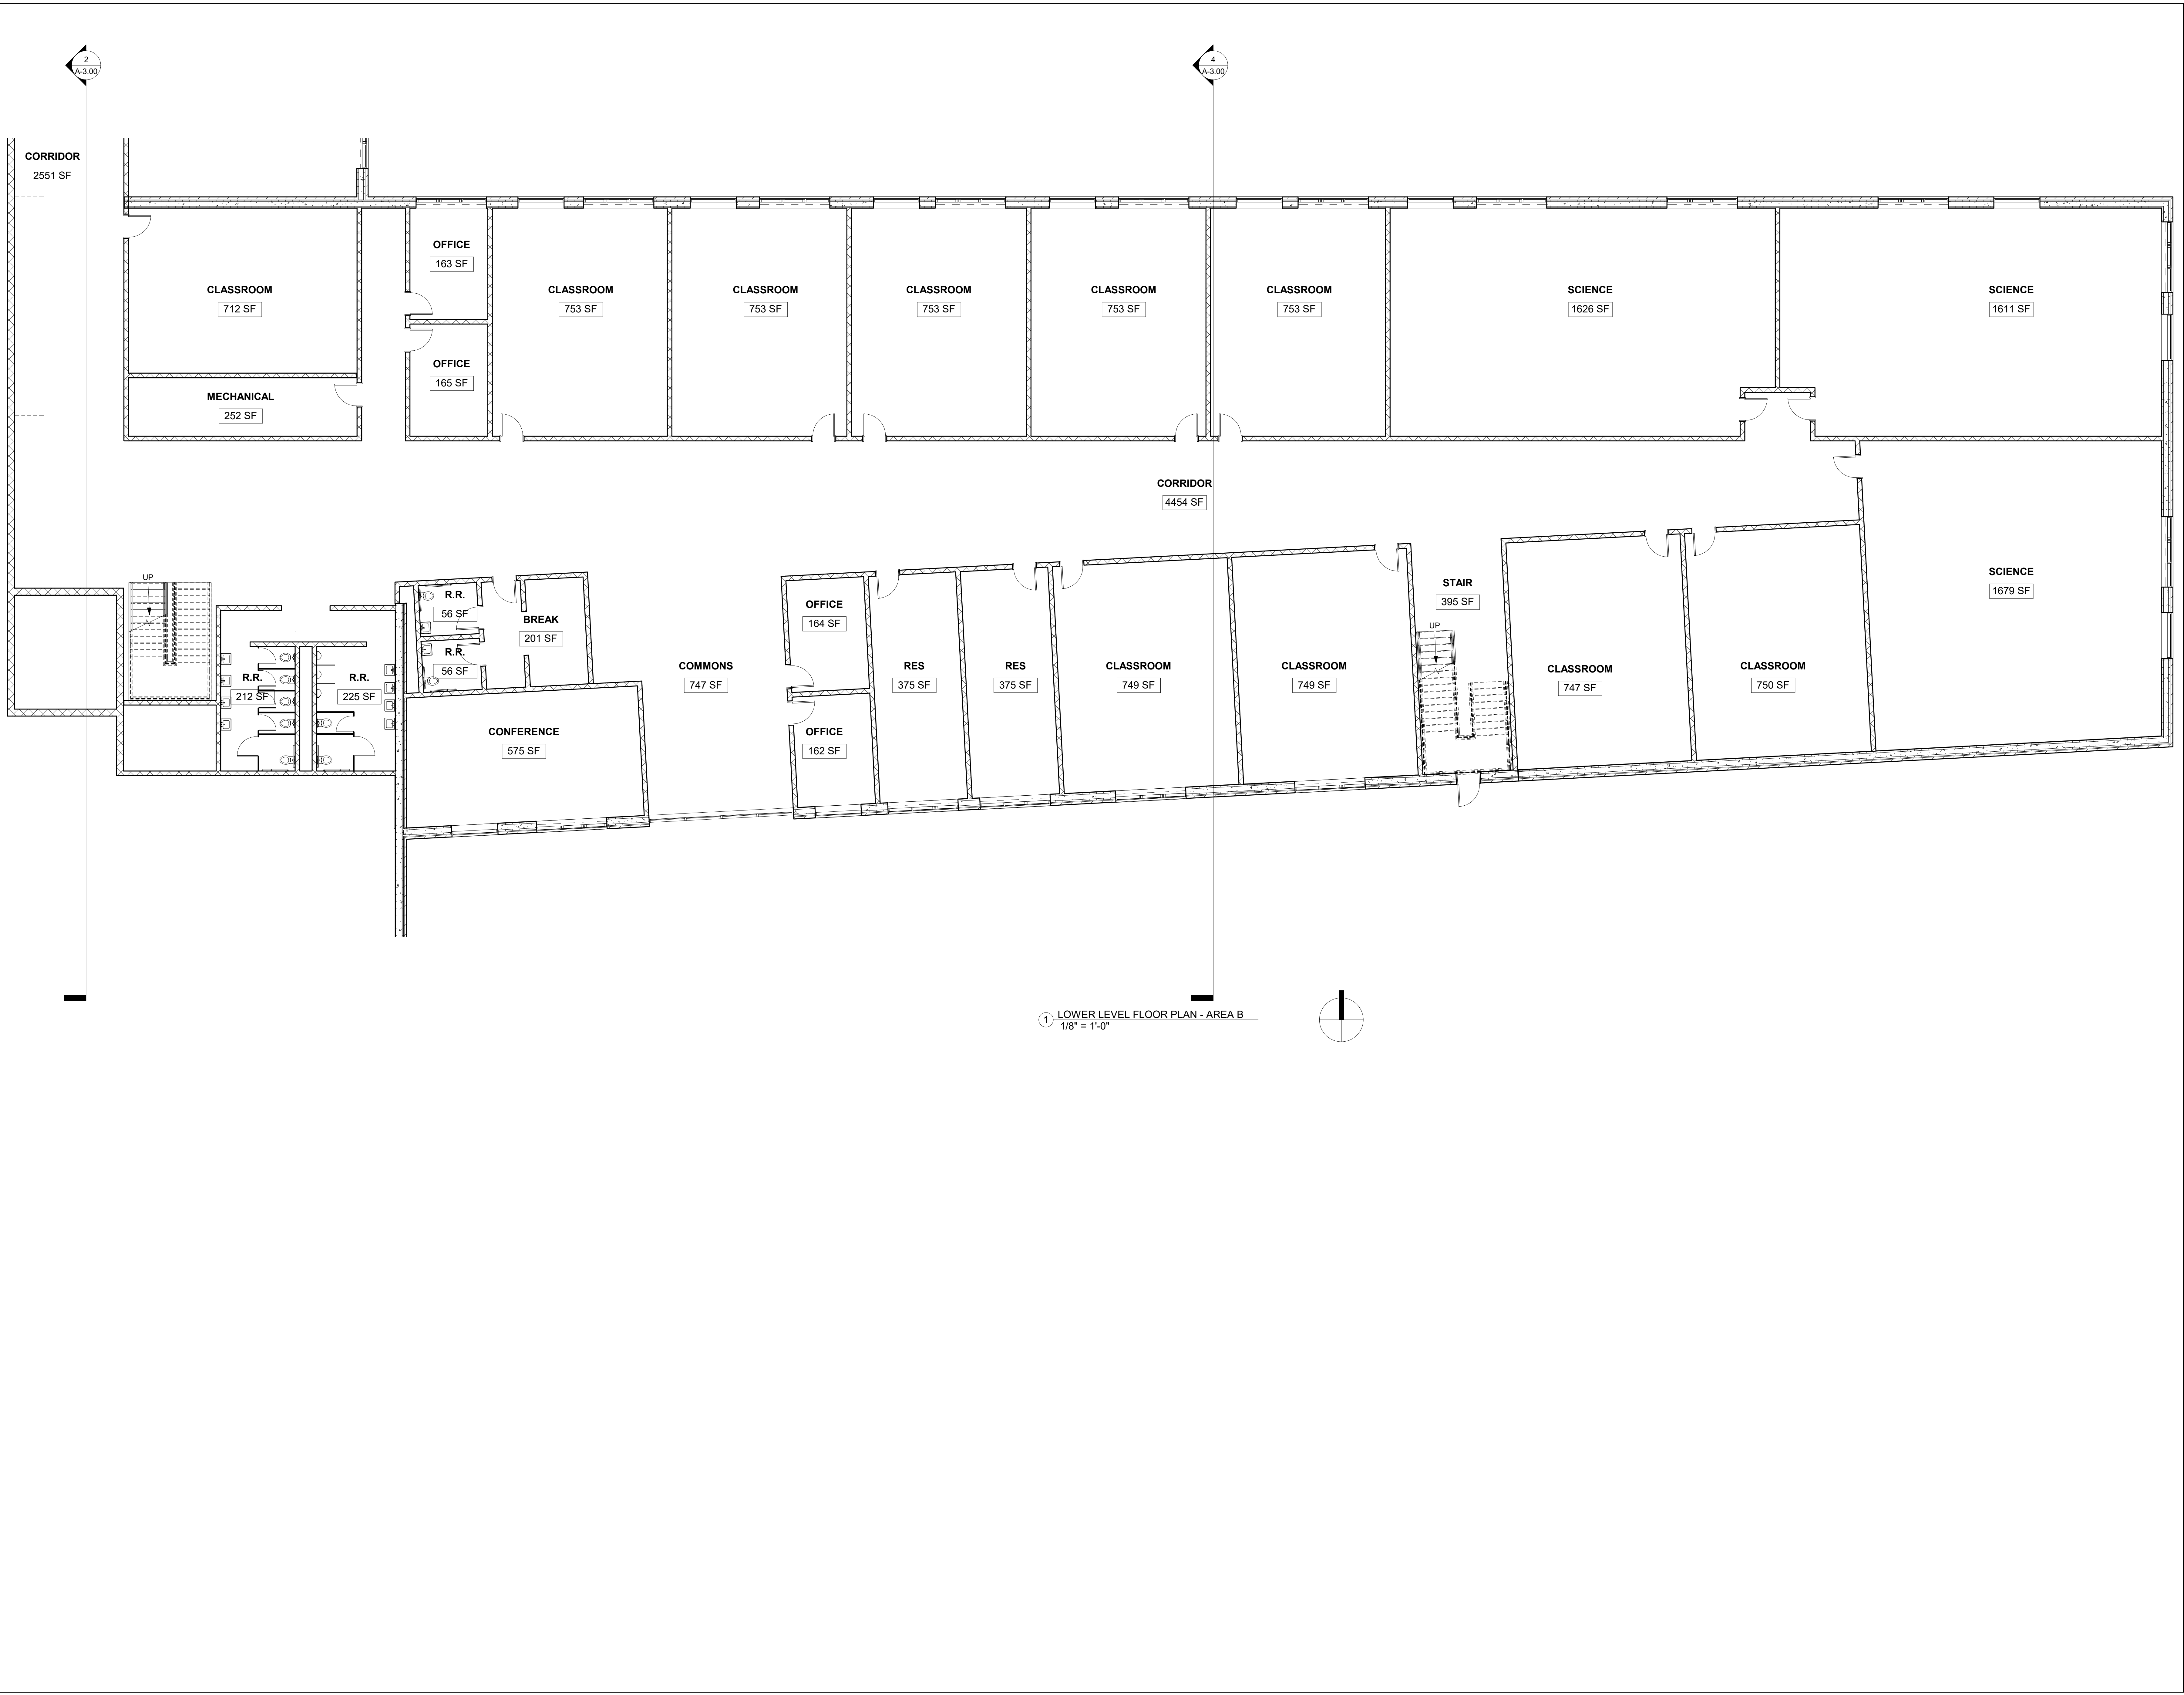 2
A-3.00
4
A-3.00
CORRIDOR
2551 SF
OFFICE
163 SF
CLASSROOM
712 SF
CLASSROOM
753 SF
CLASSROOM
753 SF
CLASSROOM
753 SF
CLASSROOM
753 SF
CLASSROOM
753 SF
SCIENCE
1626 SF
SCIENCE
1611 SF
OFFICE
165 SF
MECHANICAL
252 SF
CORRIDOR
4454 SF
UP
R.R.
56 SF
BREAK
201 SF
R.R.
56 SF
OFFICE
164 SF
STAIR
395 SF
UP
SCIENCE
1679 SF
R.R.
212 SF
R.R.
225 SF
COMMONS
747 SF
RES
375 SF
RES
375 SF
CLASSROOM
749 SF
CLASSROOM
749 SF
CLASSROOM
747 SF
CLASSROOM
750 SF
CONFERENCE
575 SF
OFFICE
162 SF
1 LOWER LEVEL FLOOR PLAN - AREA B
1/8" = 1'-0"